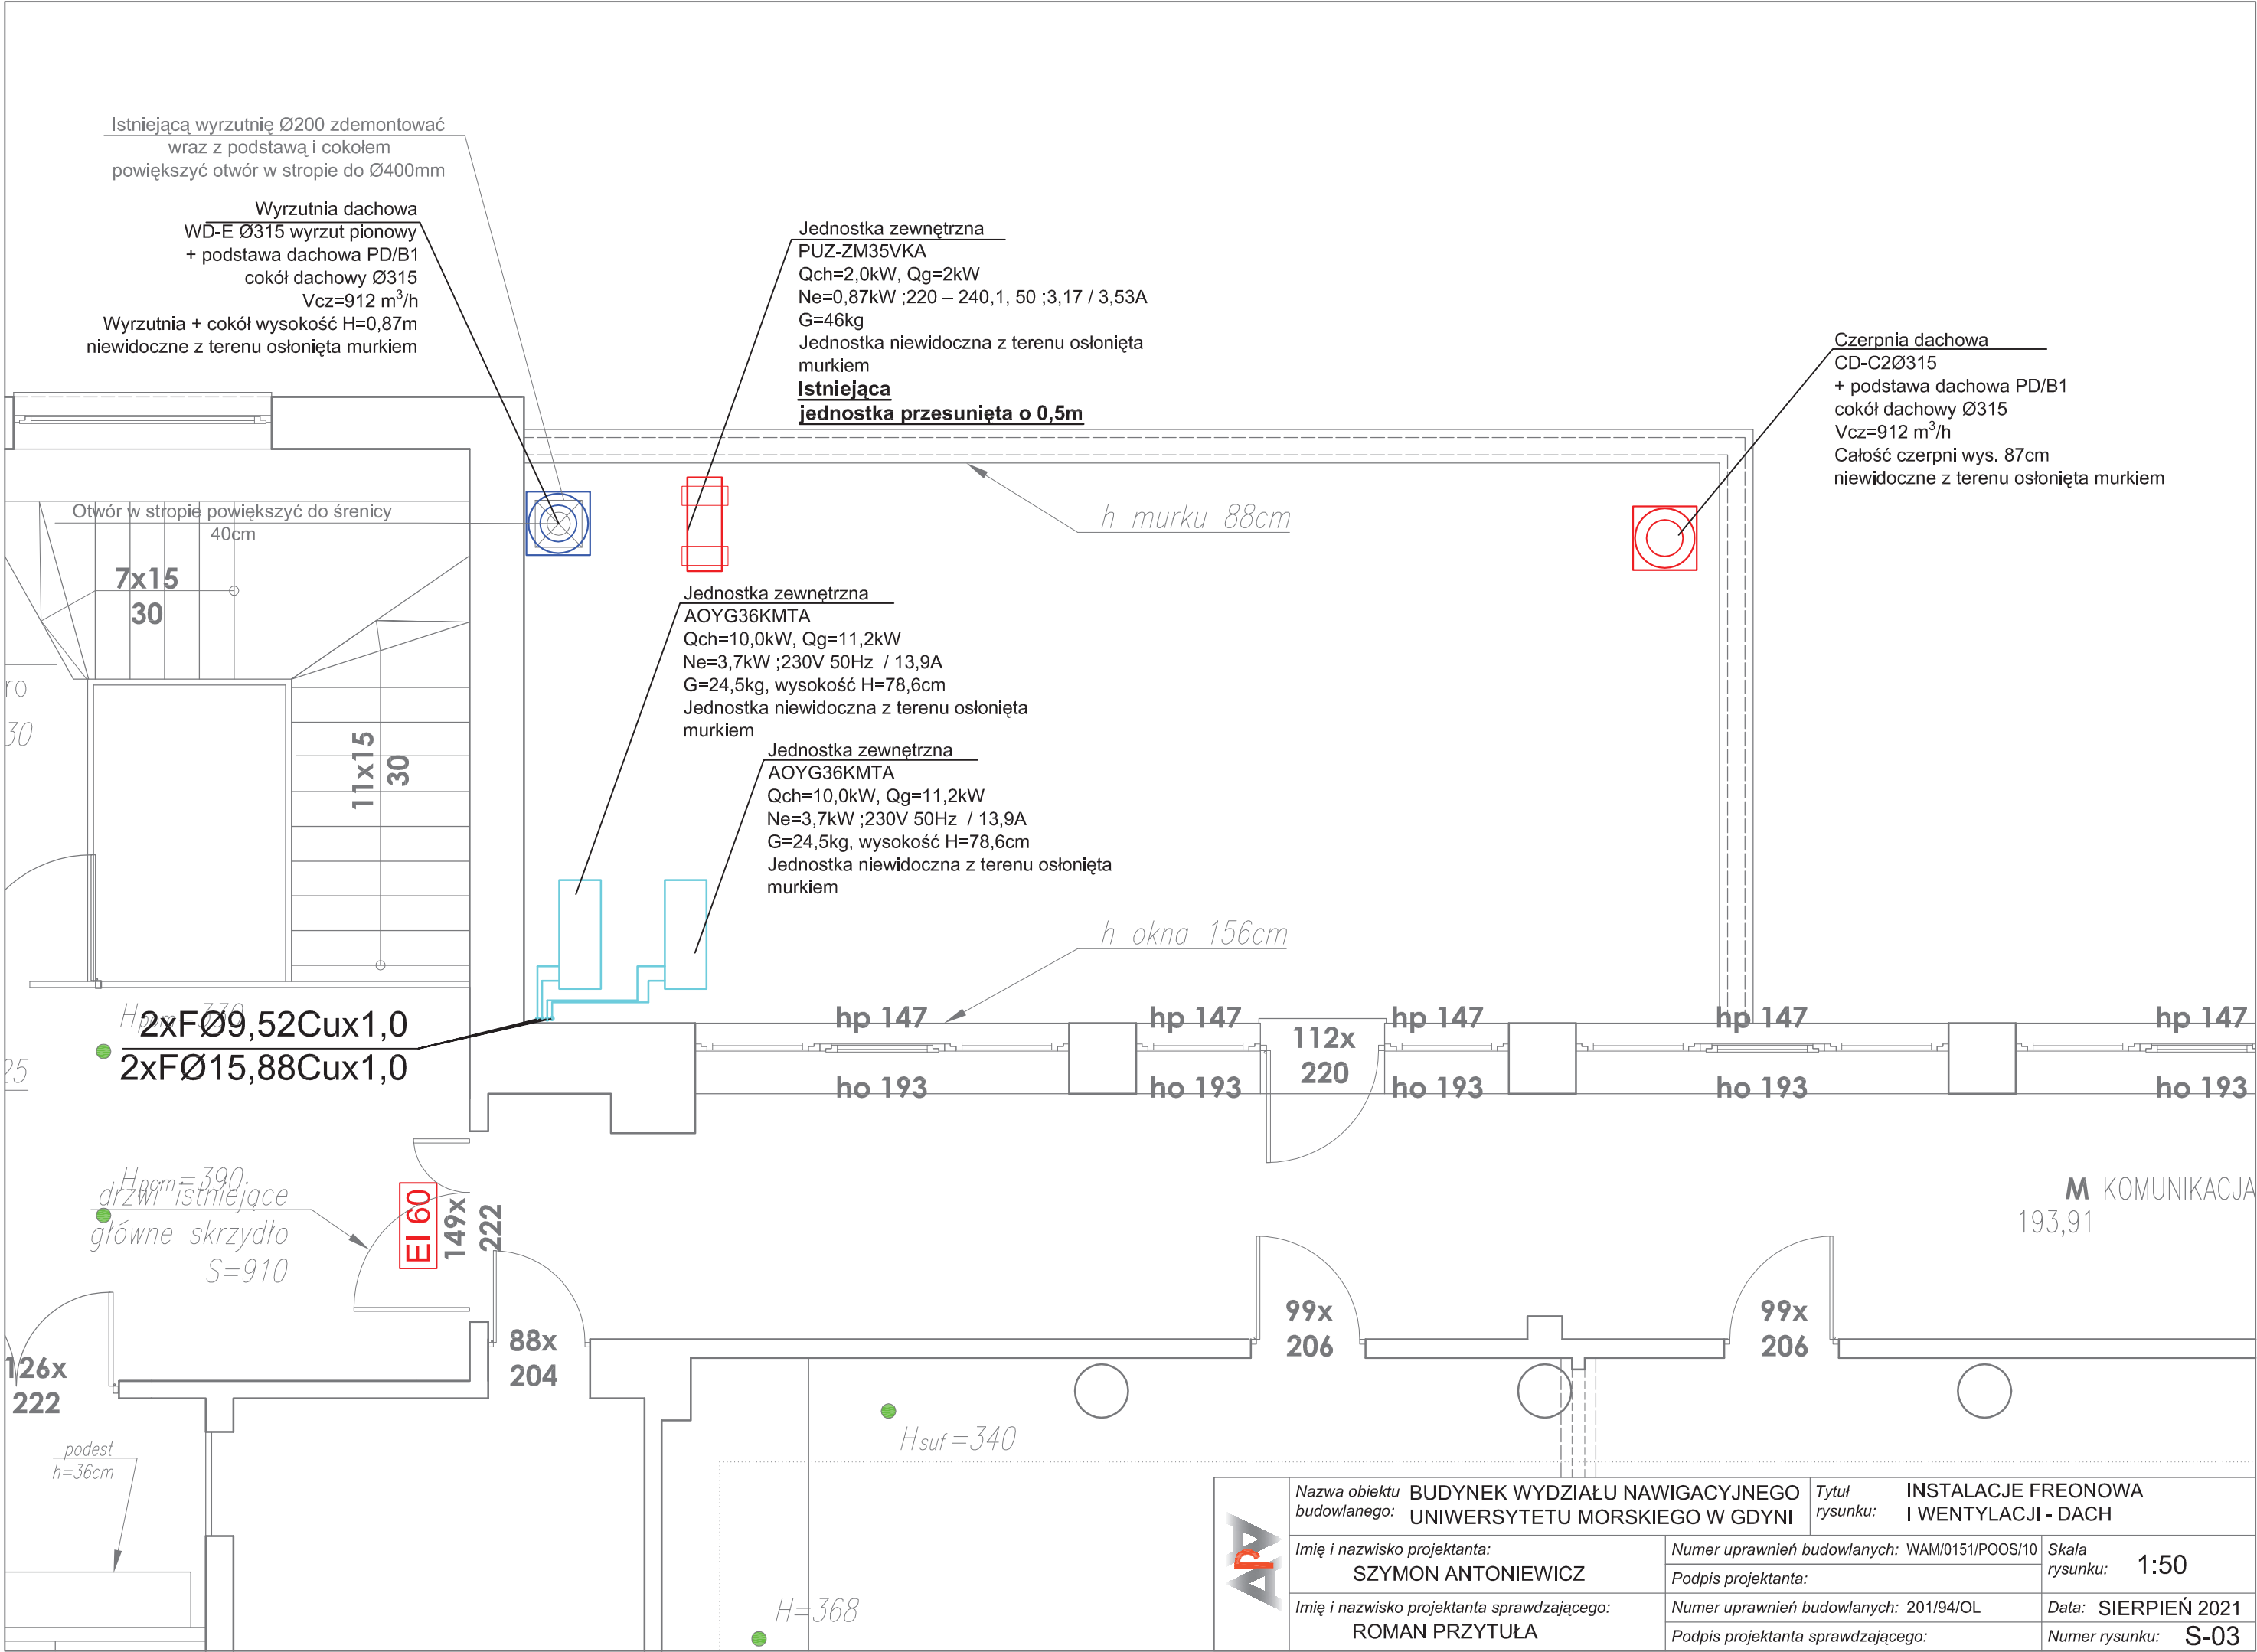 Istniejącą wyrzutnię Ø200 zdemontować
wraz z podstawą i cokołem
powiększyć otwór w stropie do Ø400mm
Wyrzutnia dachowa
WD-E Ø315 wyrzut pionowy
+ podstawa dachowa PD/B1
cokół dachowy Ø315
Vcz=912 m³/h
Wyrzutnia + cokół wysokość H=0,87m
niewidoczne z terenu osłonięta murkiem
Jednostka zewnętrzna
PUZ-ZM35VKA
Qch=2,0kW, Qg=2kW
Ne=0,87kW ;220 – 240,1, 50 ;3,17 / 3,53A
G=46kg
Jednostka niewidoczna z terenu osłonięta
murkiem
Istniejąca
jednostka przesunięta o 0,5m
Czerpnia dachowa
CD-C2Ø315
+ podstawa dachowa PD/B1
cokół dachowy Ø315
Vcz=912 m³/h
Całość czerpni wys. 87cm
niewidoczne z terenu osłonięta murkiem
Otwór w stropie powiększyć do śrenicy
40cm
h murku 88cm
7x15
30
Jednostka zewnętrzna
AOYG36KMTA
Qch=10,0kW, Qg=11,2kW
Ne=3,7kW ;230V 50Hz / 13,9A
G=24,5kg, wysokość H=78,6cm
Jednostka niewidoczna z terenu osłonięta
murkiem
ro
30
11x15
30
Jednostka zewnętrzna
AOYG36KMTA
Qch=10,0kW, Qg=11,2kW
Ne=3,7kW ;230V 50Hz / 13,9A
G=24,5kg, wysokość H=78,6cm
Jednostka niewidoczna z terenu osłonięta
murkiem
h okna 156cm
Hpom=330
2xFØ9,52Cux1,0
2xFØ15,88Cux1,0
25
hp 147
hp 147
hp 147
hp 147
hp 147
112x
220
ho 193
ho 193
ho 193
ho 193
ho 193
Hpom=390
drzwi istniejące
główne skrzydło
S=910
EI 60
149x
222
M KOMUNIKACJA
193,91
88x
204
99x
206
99x
206
126x
222
podest
h=36cm
Hsuf=340
H=368
APA
Nazwa obiektu budowlanego: BUDYNEK WYDZIAŁU NAWIGACYJNEGO
UNIWERSYTETU MORSKIEGO W GDYNI
Tytuł rysunku: INSTALACJE FREONOWA
I WENTYLACJI - DACH
Imię i nazwisko projektanta:
SZYMON ANTONIEWICZ
Numer uprawnień budowlanych: WAM/0151/POOS/10
Podpis projektanta:
Skala rysunku: 1:50
Imię i nazwisko projektanta sprawdzającego:
ROMAN PRZYTUŁA
Numer uprawnień budowlanych: 201/94/OL
Podpis projektanta sprawdzającego:
Data: SIERPIEŃ 2021
Numer rysunku: S-03